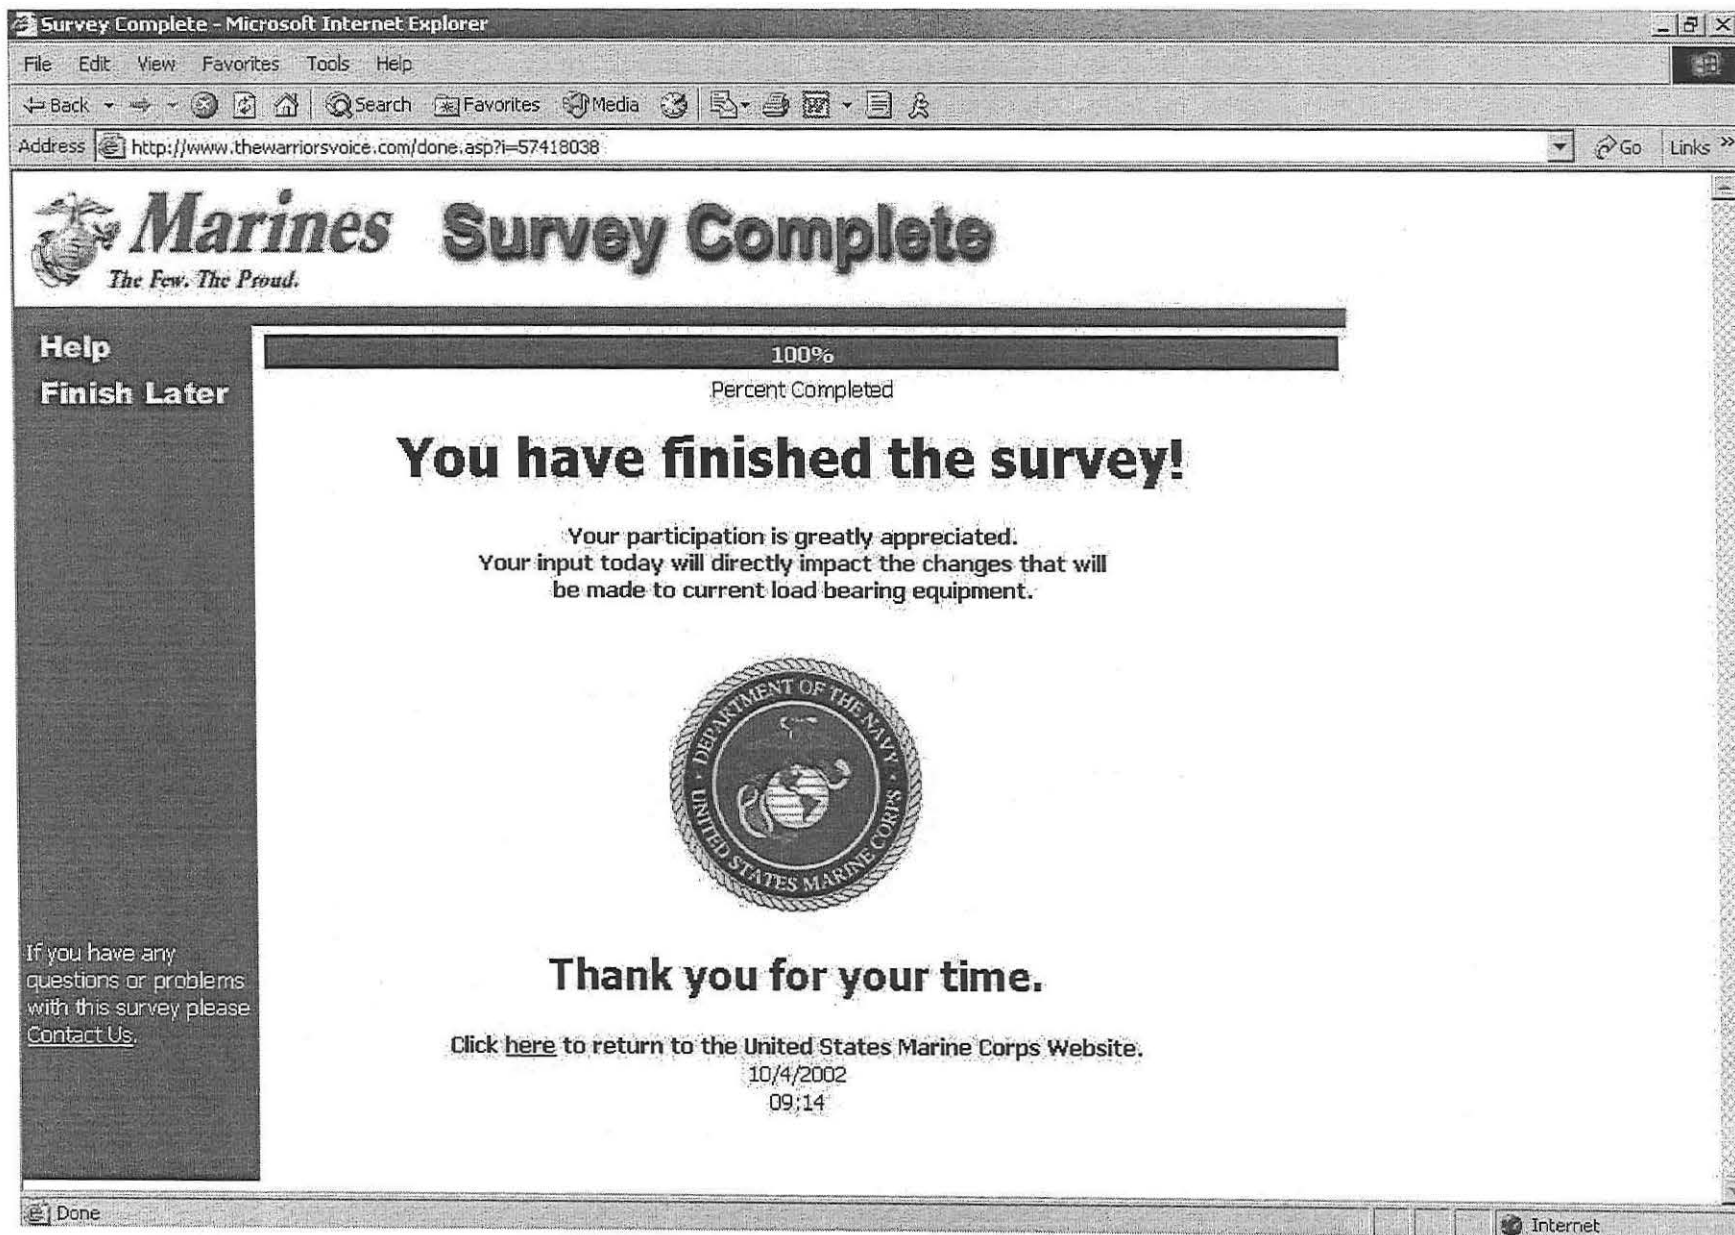 Survey Complete - Microsoft Internet Explorer
File Edit View Favorites Tools Help
Back Search Favorites Media
Address http://www.thewarriorsvoice.com/done.asp?i=57418038 Go Links »
Marines Survey Complete
The Few. The Proud.
Help
Finish Later
100%
Percent Completed
You have finished the survey!
Your participation is greatly appreciated.
Your input today will directly impact the changes that will
be made to current load bearing equipment.
DEPARTMENT OF THE NAVY
UNITED STATES MARINE CORPS
If you have any
questions or problems
with this survey please
Contact Us.
Thank you for your time.
Click here to return to the United States Marine Corps Website.
10/4/2002
09:14
Done
Internet